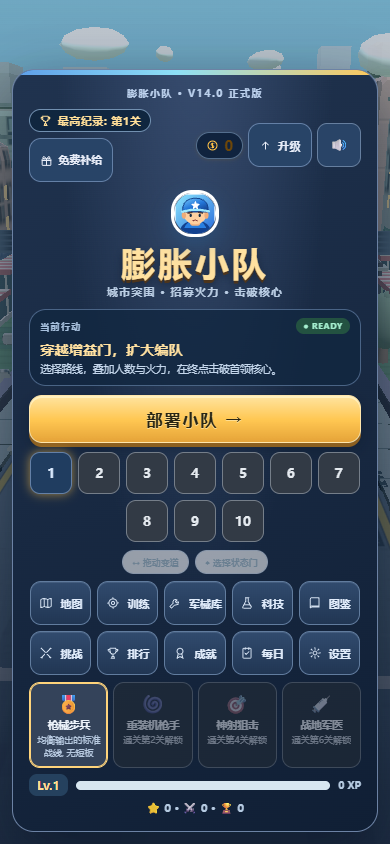 膨胀小队 • V14.0 正式版
最高纪录: 第1关
0
升级
免费补给
膨胀小队
城市突围 • 招募火力 • 击破核心
当前行动
READY
穿越增益门，扩大编队
选择路线，叠加人数与火力，在终点击破首领核心。
部署小队 →
1 2 3 4 5 6 7
8 9 10
↔ 拖动变道 + 选择状态门
地图 训练 军械库 科技 图鉴
挑战 排行 成就 每日 设置
枪械步兵 重装机枪手 神射狙击 战地军医
均衡输出的标准战线, 无短板 通关第2关解锁 通关第4关解锁 通关第6关解锁
Lv.1 0 XP
0 • 0 • 0